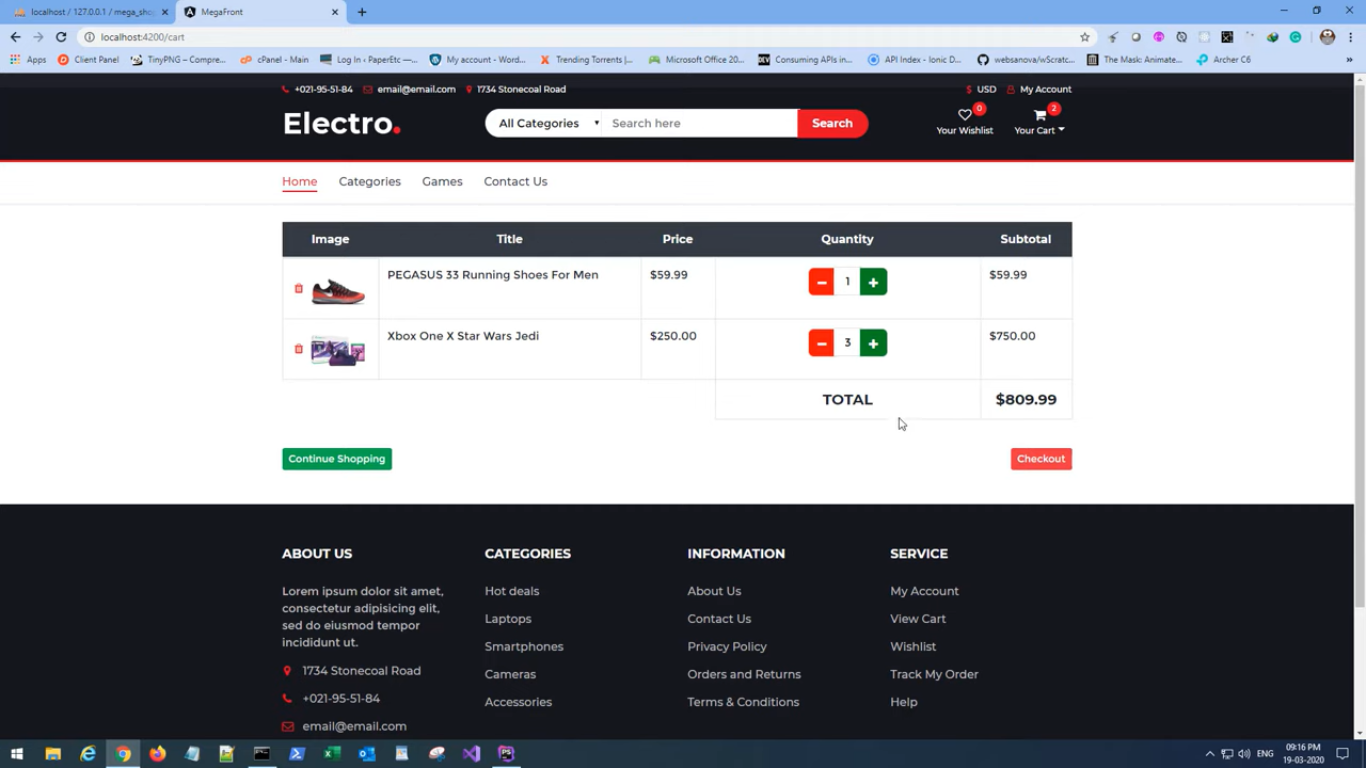 localhost / 127.0.0.1 / mega_sho
MegaFront
localhost:4200/cart
Apps
Client Panel
TinyPNG – Compre...
cPanel - Main
Log In ‹ PaperEtc —...
My account - Word...
Trending Torrents |...
Microsoft Office 20...
Consuming APIs in...
API Index - Ionic D...
websanova/wScratc...
The Mask: Animate...
Archer C6
+021-95-51-84 email@email.com 1734 Stonecoal Road $ USD My Account
Electro.
All Categories Search here Search
0
Your Wishlist
2
Your Cart
Home Categories Games Contact Us
Image Title Price Quantity Subtotal
PEGASUS 33 Running Shoes For Men $59.99 − 1 + $59.99
Xbox One X Star Wars Jedi $250.00 − 3 + $750.00
TOTAL $809.99
Continue Shopping Checkout
ABOUT US
Lorem ipsum dolor sit amet,
consectetur adipisicing elit,
sed do eiusmod tempor
incididunt ut.
1734 Stonecoal Road
+021-95-51-84
email@email.com
CATEGORIES
Hot deals
Laptops
Smartphones
Cameras
Accessories
INFORMATION
About Us
Contact Us
Privacy Policy
Orders and Returns
Terms & Conditions
SERVICE
My Account
View Cart
Wishlist
Track My Order
Help
ENG
09:16 PM
19-03-2020